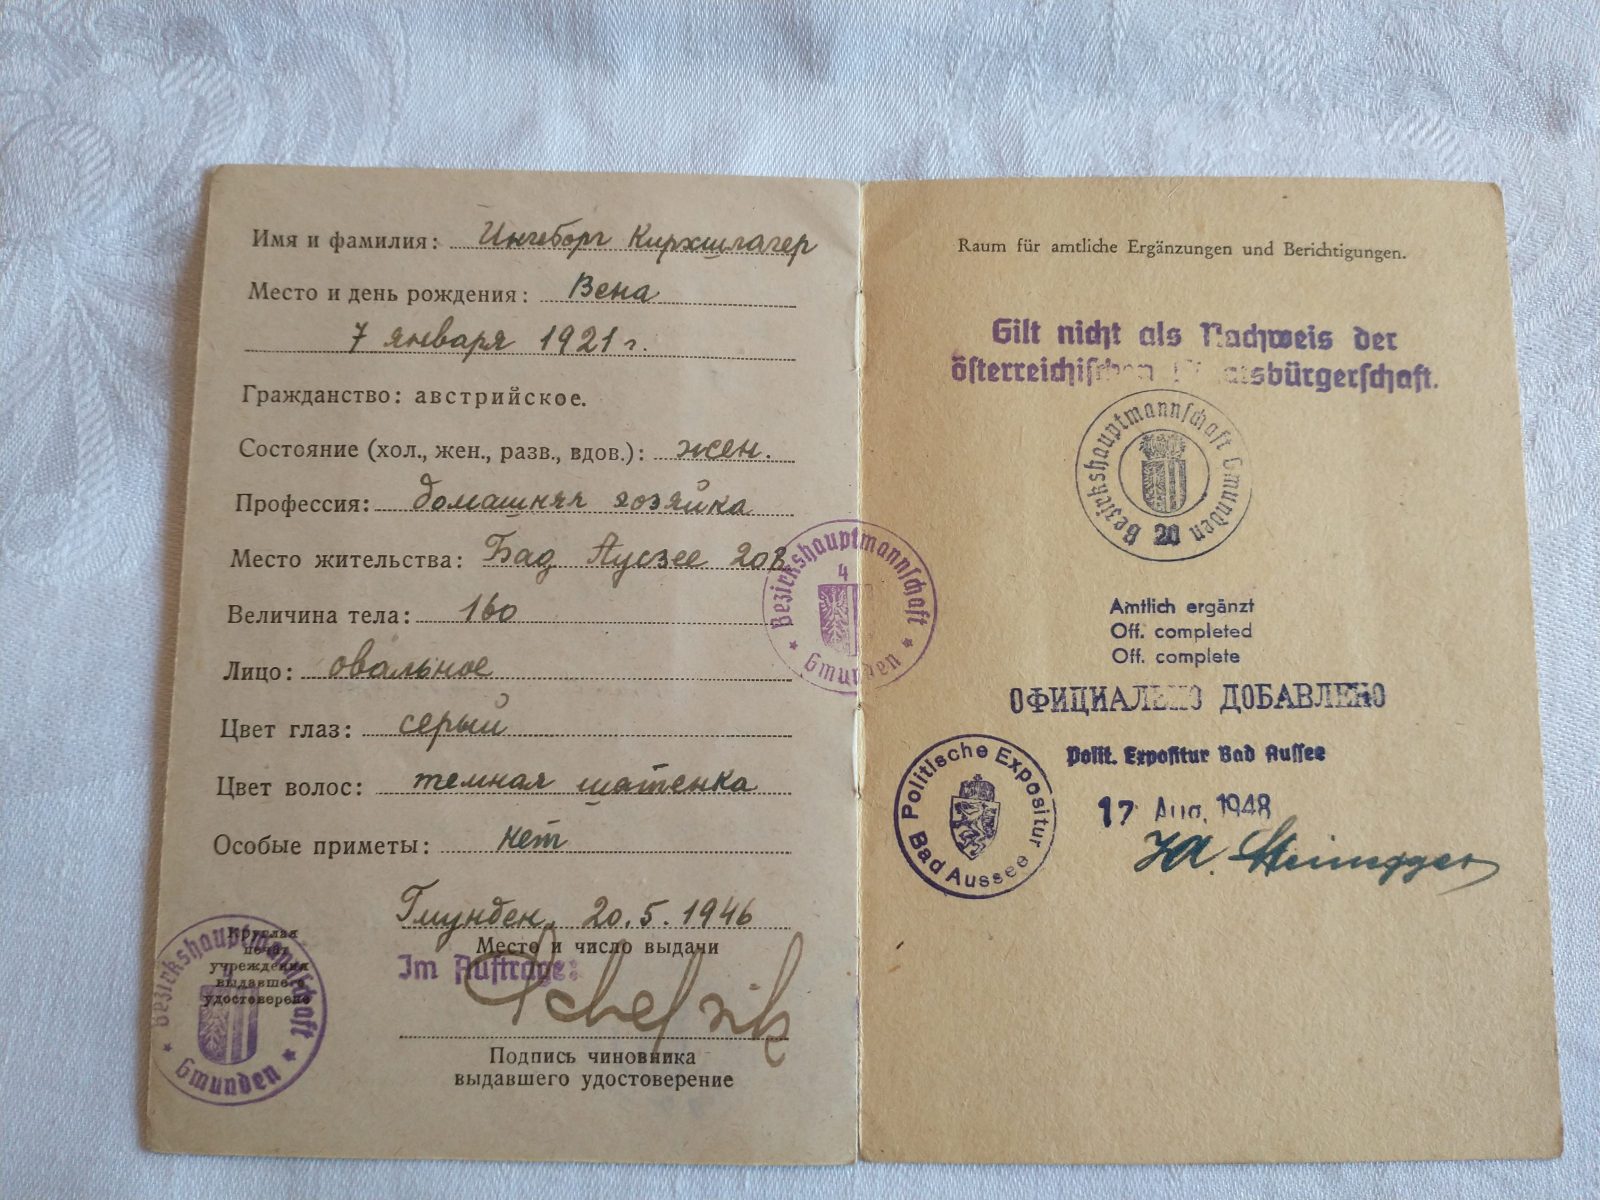 Имя и фамилия: Ингеборг Кирхшлагер
Место и день рождения: Вена
7 января 1921 г.
Гражданство: австрийское.
Состояние (хол., жен., разв., вдов.): жен.
Профессия: домашняя хозяйка
Место жительства: Бад Аусзее 208
Величина тела: 160
Лицо: овальное
Цвет глаз: серый
Цвет волос: темная шатенка
Особые приметы: нет
Гмунден, 20.5.1946
Место и число выдачи
Im Auftrage:
Подпись чиновника
выдавшего удостоверение
Круглая
печать
учреждения
выдавшего
удостоверение
Bezirkshauptmannschaft
Gmunden
Bezirkshauptmannschaft
4
Gmunden
Raum für amtliche Ergänzungen und Berichtigungen.
Gilt nicht als Nachweis der
österreichischen Staatsbürgerschaft.
Bezirkshauptmannschaft Gmunden
20
Amtlich ergänzt
Off. completed
Off. complete
ОФИЦИАЛЬНО ДОБАВЛЕНО
Polit. Expositur Bad Aussee
Politische Expositur
Bad Aussee
17 Aug. 1948